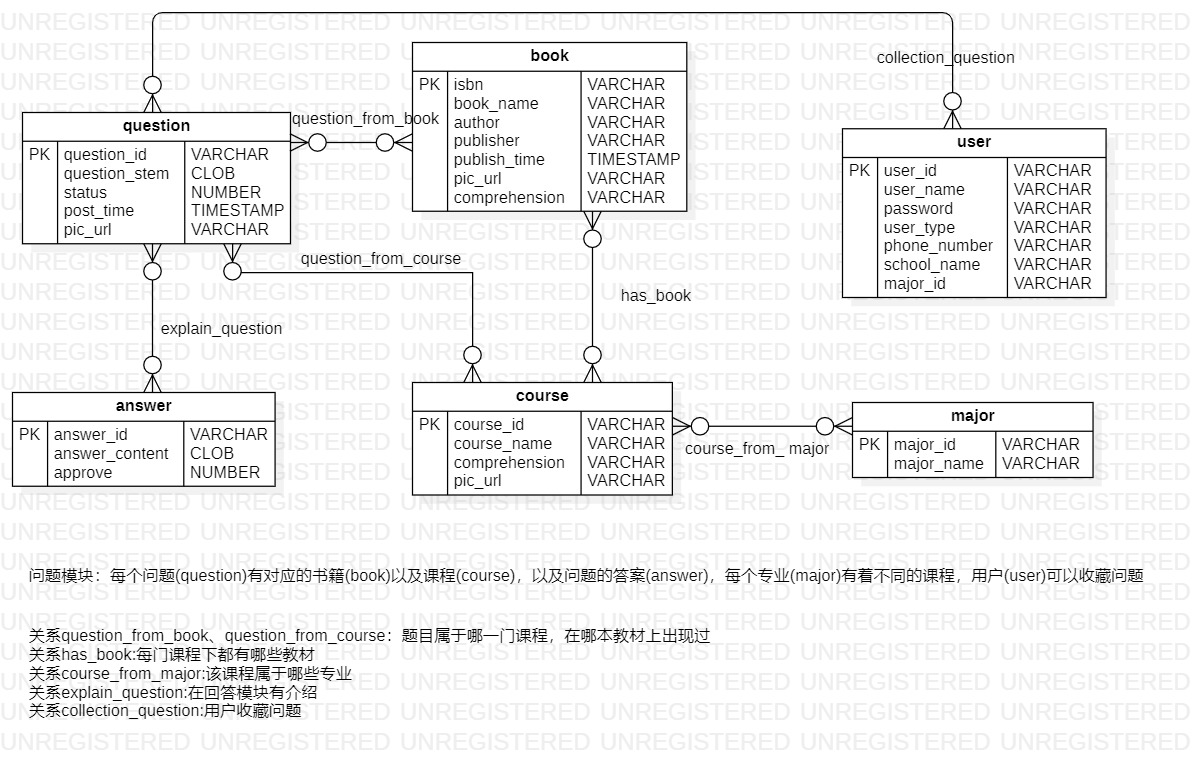 collection_question
question
PK question_id VARCHAR
question_stem CLOB
status NUMBER
post_time TIMESTAMP
pic_url VARCHAR
question_from_book
book
PK isbn VARCHAR
book_name VARCHAR
author VARCHAR
publisher VARCHAR
publish_time TIMESTAMP
pic_url VARCHAR
comprehension VARCHAR
user
PK user_id VARCHAR
user_name VARCHAR
password VARCHAR
user_type VARCHAR
phone_number VARCHAR
school_name VARCHAR
major_id VARCHAR
question_from_course
has_book
explain_question
answer
PK answer_id VARCHAR
answer_content CLOB
approve NUMBER
course
PK course_id VARCHAR
course_name VARCHAR
comprehension VARCHAR
pic_url VARCHAR
course_from_ major
major
PK major_id VARCHAR
major_name VARCHAR
问题模块：每个问题(question)有对应的书籍(book)以及课程(course)，以及问题的答案(answer)，每个专业(major)有着不同的课程，用户(user)可以收藏问题
关系question_from_book、question_from_course：题目属于哪一门课程，在哪本教材上出现过
关系has_book:每门课程下都有哪些教材
关系course_from_major:该课程属于哪些专业
关系explain_question:在回答模块有介绍
关系collection_question:用户收藏问题
UNREGISTERED